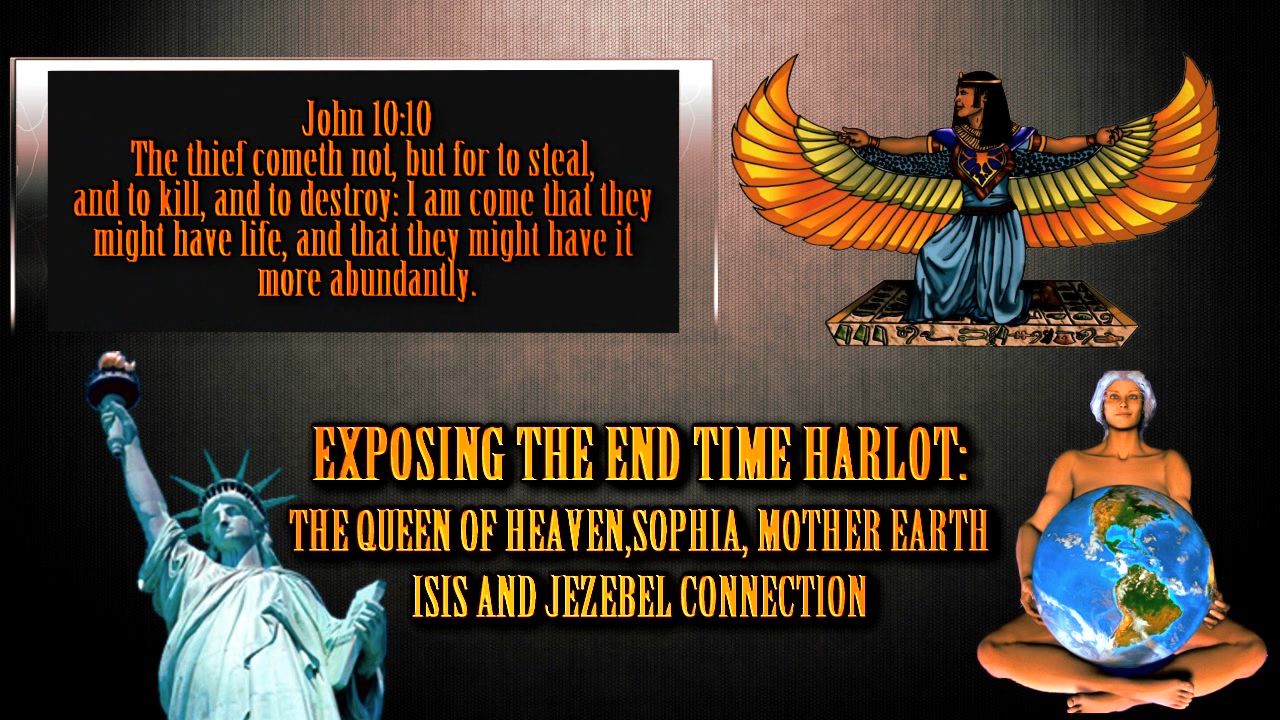 John 10:10
The thief cometh not, but for to steal,
and to kill, and to destroy: I am come that they
might have life, and that they might have it
more abundantly.
EXPOSING THE END TIME HARLOT:
THE QUEEN OF HEAVEN,SOPHIA, MOTHER EARTH
ISIS AND JEZEBEL CONNECTION